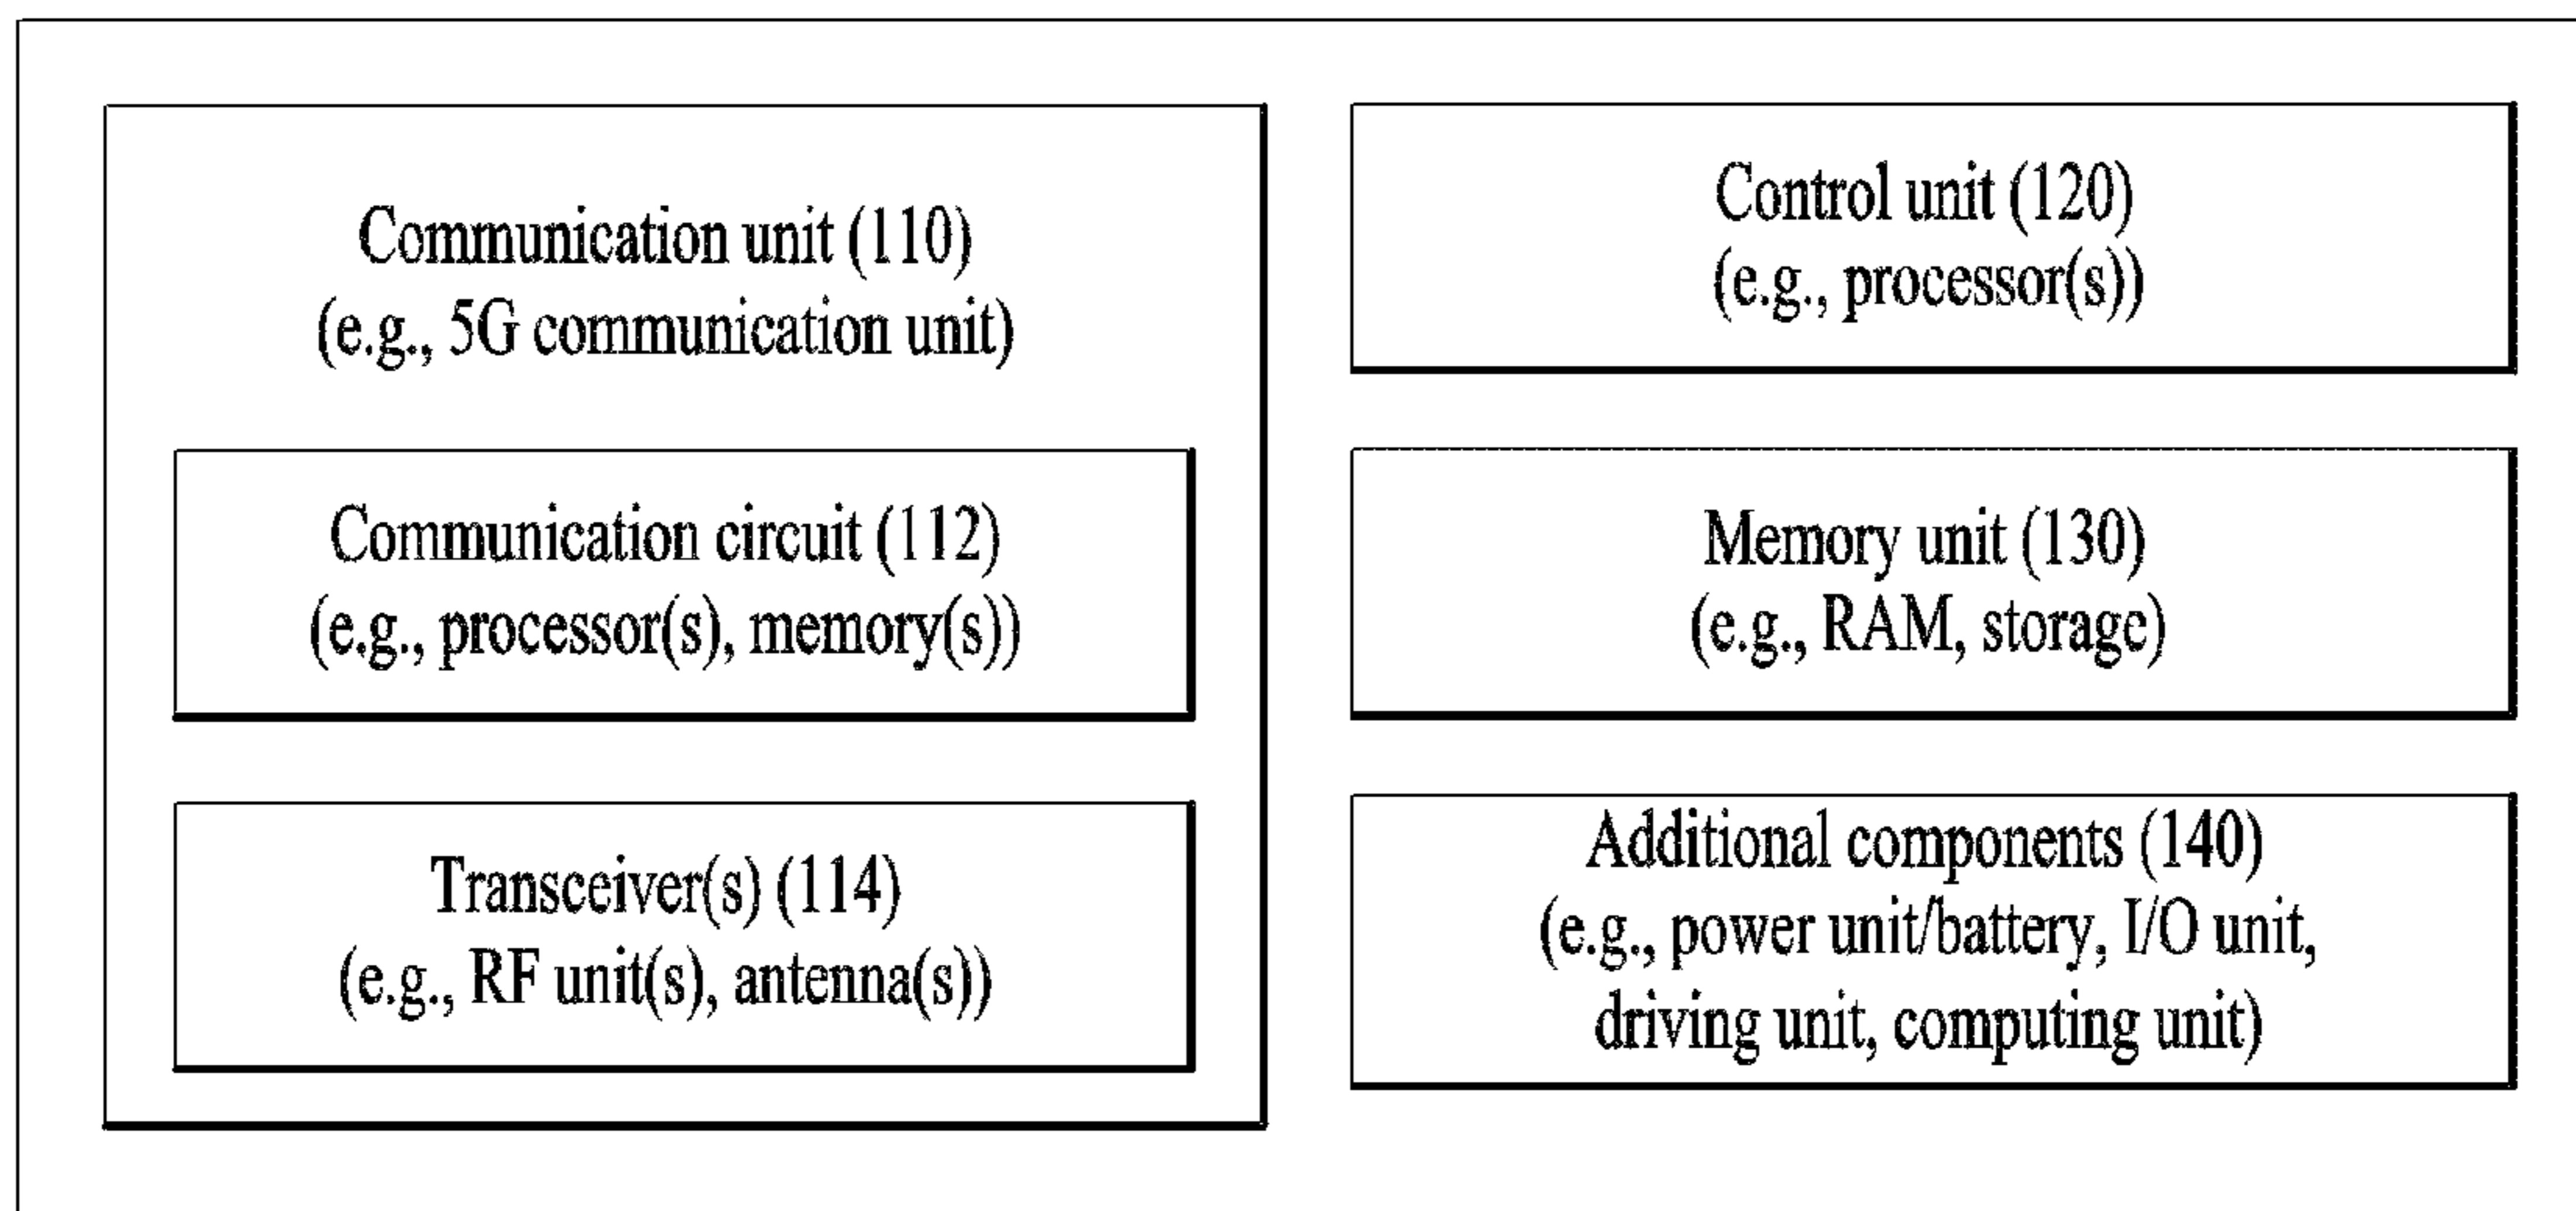 Communication unit (110)
(e.g., 5G communication unit)
Communication circuit (112)
(e.g., processor(s), memory(s))
Transceiver(s) (114)
(e.g., RF unit(s), antenna(s))
Control unit (120)
(e.g., processor(s))
Memory unit (130)
(e.g., RAM, storage)
Additional components (140)
(e.g., power unit/battery, I/O unit,
driving unit, computing unit)